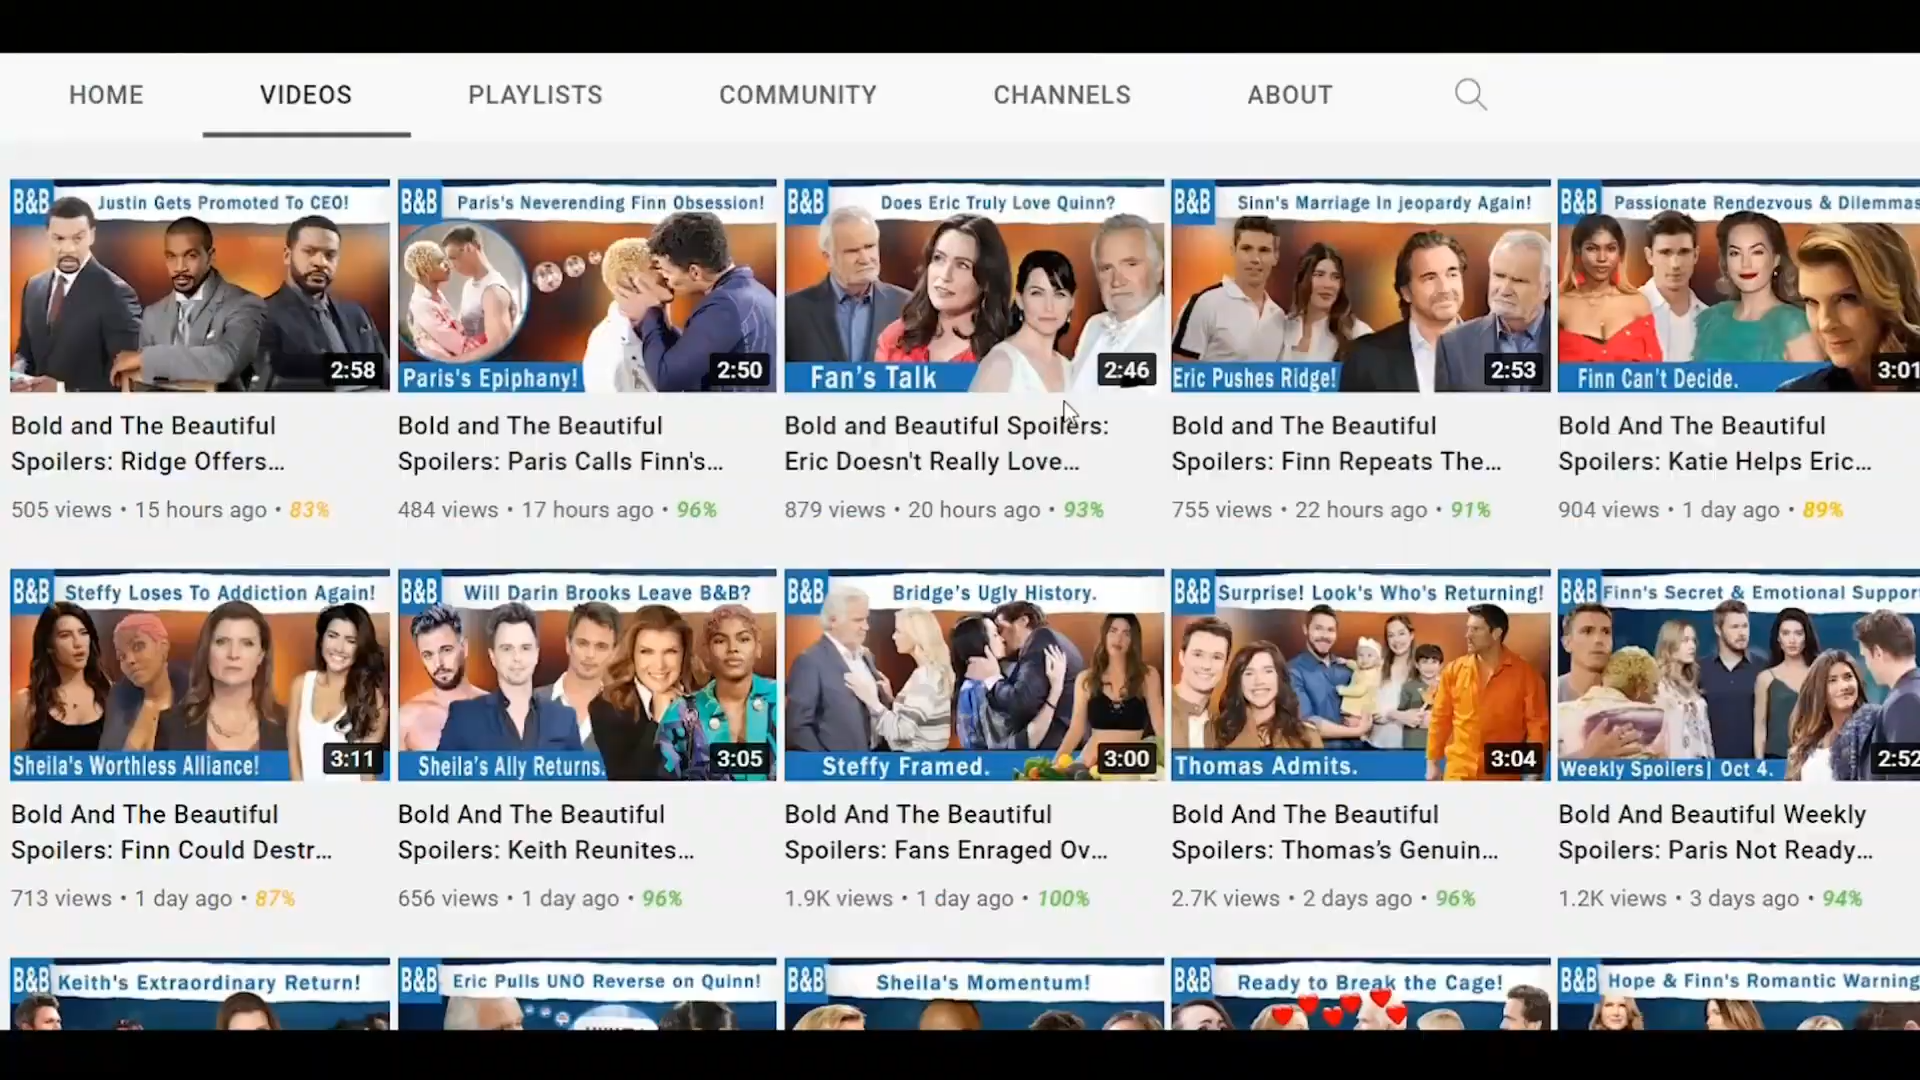 HOME VIDEOS PLAYLISTS COMMUNITY CHANNELS ABOUT
B&B Justin Gets Promoted To CEO!
2:58
Bold and The Beautiful
Spoilers: Ridge Offers...
505 views • 15 hours ago • 83%
B&B Paris's Neverending Finn Obsession!
Paris's Epiphany!
2:50
Bold and The Beautiful
Spoilers: Paris Calls Finn's...
484 views • 17 hours ago • 96%
B&B Does Eric Truly Love Quinn?
Fan's Talk
2:46
Bold and Beautiful Spoilers:
Eric Doesn't Really Love...
879 views • 20 hours ago • 93%
B&B Sinn's Marriage In jeopardy Again!
Eric Pushes Ridge!
2:53
Bold and The Beautiful
Spoilers: Finn Repeats The...
755 views • 22 hours ago • 91%
B&B Passionate Rendezvous & Dilemmas
Finn Can't Decide.
3:01
Bold And The Beautiful
Spoilers: Katie Helps Eric...
904 views • 1 day ago • 89%
B&B Steffy Loses To Addiction Again!
Sheila's Worthless Alliance!
3:11
Bold And The Beautiful
Spoilers: Finn Could Destr...
713 views • 1 day ago • 87%
B&B Will Darin Brooks Leave B&B?
Sheila's Ally Returns.
3:05
Bold And The Beautiful
Spoilers: Keith Reunites...
656 views • 1 day ago • 96%
B&B Bridge's Ugly History.
Steffy Framed.
3:00
Bold And The Beautiful
Spoilers: Fans Enraged Ov...
1.9K views • 1 day ago • 100%
B&B Surprise! Look's Who's Returning!
Thomas Admits.
3:04
Bold And The Beautiful
Spoilers: Thomas's Genuin...
2.7K views • 2 days ago • 96%
B&B Finn's Secret & Emotional Suppor
Weekly Spoilers| Oct 4.
2:52
Bold And Beautiful Weekly
Spoilers: Paris Not Ready...
1.2K views • 3 days ago • 94%
B&B Keith's Extraordinary Return!
B&B Eric Pulls UNO Reverse on Quinn!
B&B Sheila's Momentum!
B&B Ready to Break the Cage!
B&B Hope & Finn's Romantic Warning